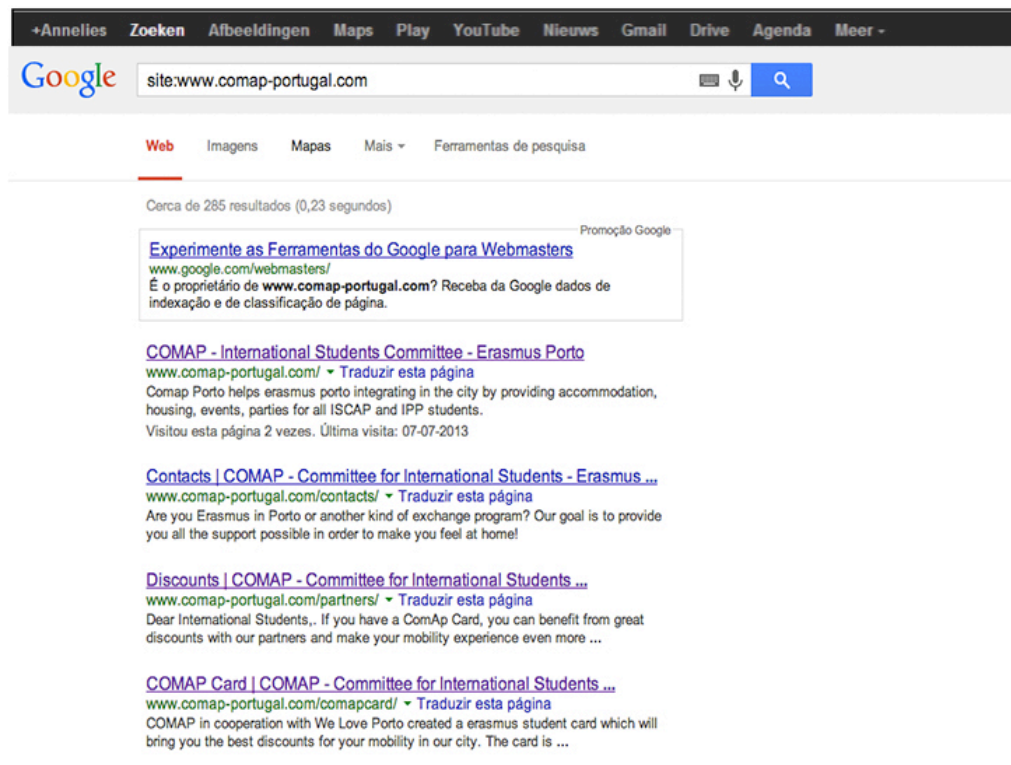 +Annelies Zoeken Afbeeldingen Maps Play YouTube Nieuws Gmail Drive Agenda Meer
Google site:www.comap-portugal.com
Web Imagens Mapas Mais Ferramentas de pesquisa
Cerca de 285 resultados (0,23 segundos)
Promoção Google
Experimente as Ferramentas do Google para Webmasters
www.google.com/webmasters/
É o proprietário de www.comap-portugal.com? Receba da Google dados de
indexação e de classificação de página.
COMAP - International Students Committee - Erasmus Porto
www.comap-portugal.com/ Traduzir esta página
Comap Porto helps erasmus porto integrating in the city by providing accommodation,
housing, events, parties for all ISCAP and IPP students.
Visitou esta página 2 vezes. Última visita: 07-07-2013
Contacts | COMAP - Committee for International Students - Erasmus ...
www.comap-portugal.com/contacts/ Traduzir esta página
Are you Erasmus in Porto or another kind of exchange program? Our goal is to provide
you all the support possible in order to make you feel at home!
Discounts | COMAP - Committee for International Students ...
www.comap-portugal.com/partners/ Traduzir esta página
Dear International Students,. If you have a ComAp Card, you can benefit from great
discounts with our partners and make your mobility experience even more ...
COMAP Card | COMAP - Committee for International Students ...
www.comap-portugal.com/comapcard/ Traduzir esta página
COMAP in cooperation with We Love Porto created a erasmus student card which will
bring you the best discounts for your mobility in our city. The card is ...